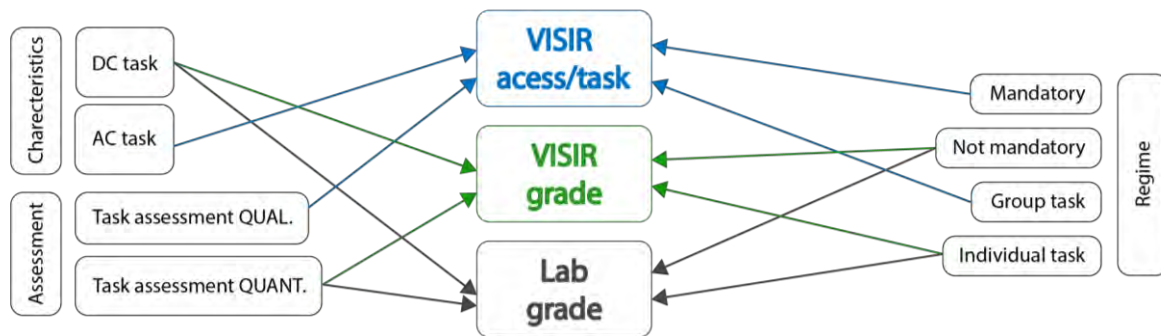 Charecteristics
DC task
AC task
Assessment
Task assessment QUAL.
Task assessment QUANT.
VISIR
acess/task
VISIR
grade
Lab
grade
Mandatory
Not mandatory
Group task
Individual task
Regime